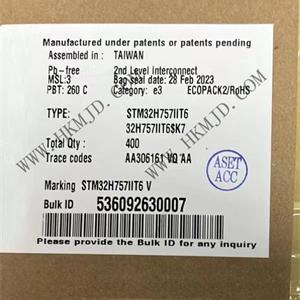 Manufactured under patents or patents pending
Assembled in : TAIWAN
Pb-free 2nd Level Interconnect
MSL:3 Bag seal date: 28 Feb 2023
PBT: 260 C Category: e3 ECOPACK2/RoHS
TYPE: STM32H757IIT6
32H757IIT6SK7
Total Qty : 400
Trace codes AA306161 VQ AA
ASET
ACC
Marking STM32H757IIT6 V
Bulk ID 536092630007
Please provide the Bulk ID for any inquiry
WWW.HKMJD.COM